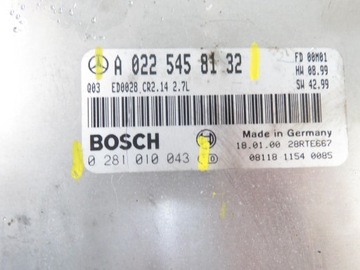 A 022 545 81 32
FD 00M01
HW 08.99
SW 42.99
Q03 ED002B,CR2.14 2.7L
BOSCH
Made in Germany
0 281 010 043
18.01.00 28RTE667
08118 1154 0085